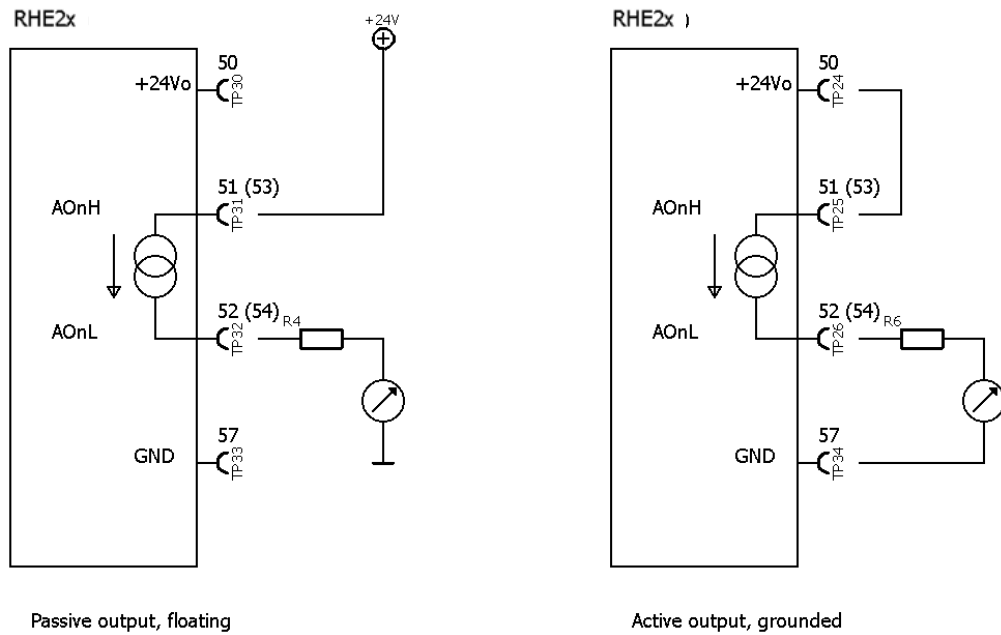 RHE2x
+24V
50
+24Vo
TP30
51 (53)
AOnH
TP31
52 (54)
AOnL
TP32
R4
57
GND
TP33
Passive output, floating
RHE2x )
50
+24Vo
TP24
51 (53)
AOnH
TP25
52 (54)
AOnL
TP26
R6
57
GND
TP34
Active output, grounded